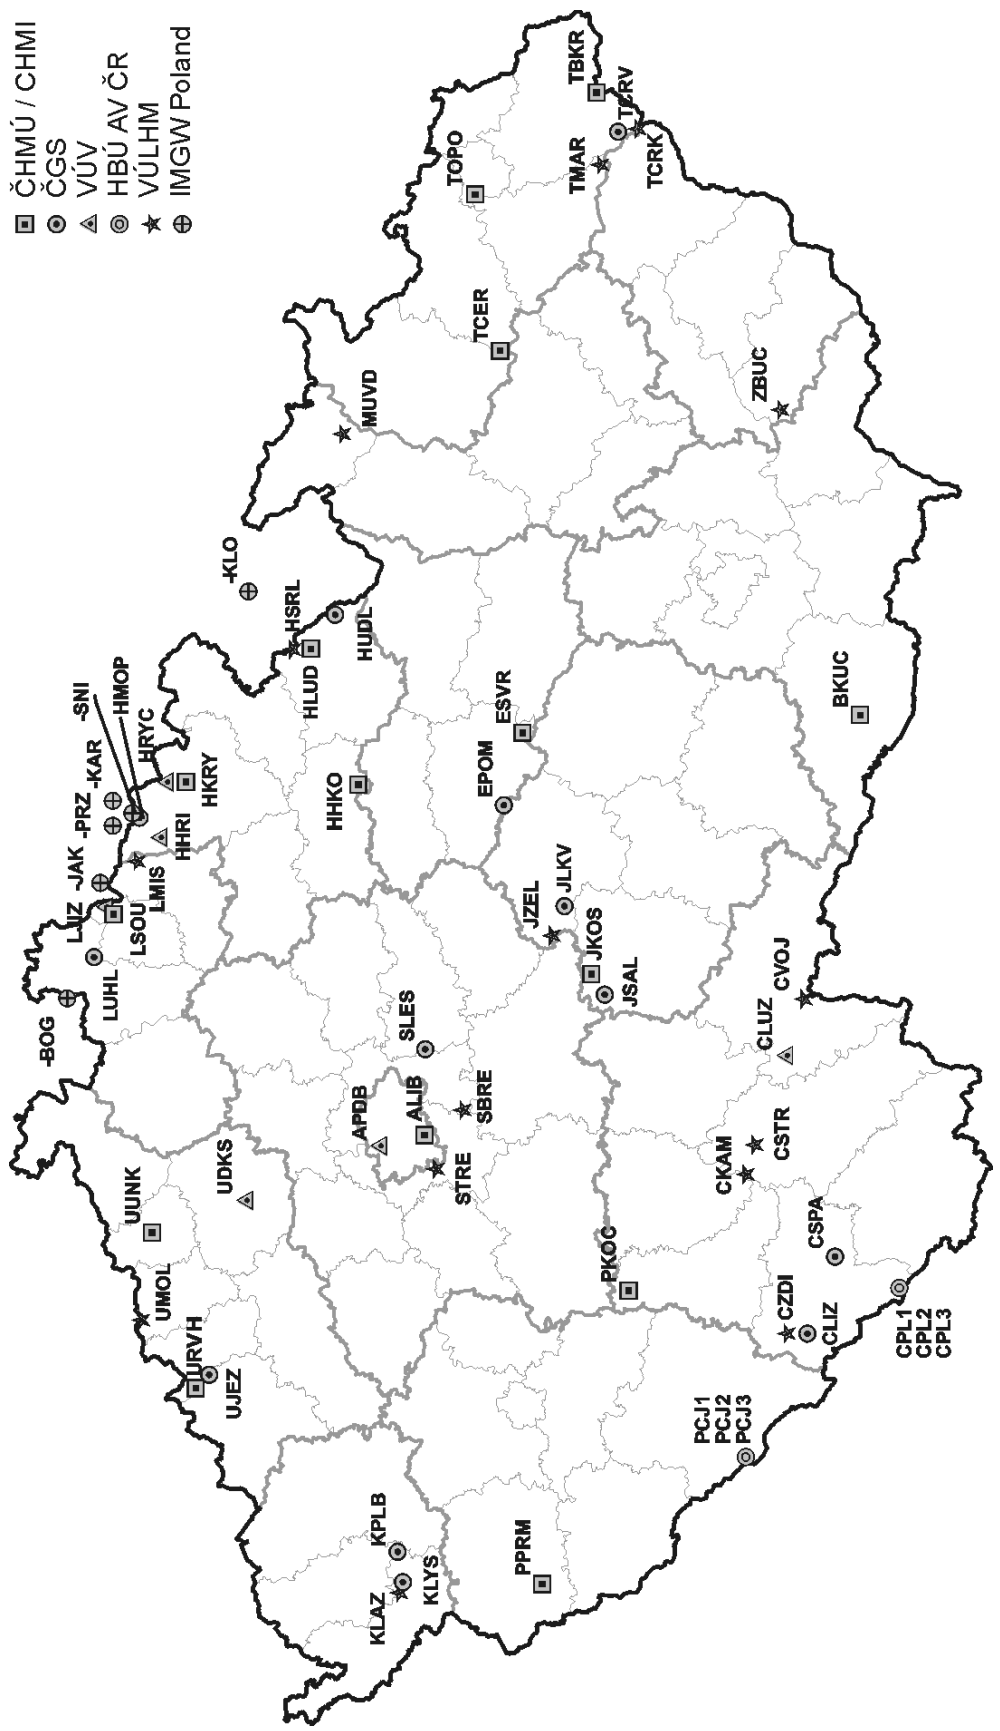 ČHMÚ / CHMI
ČGS
VÚV
HBÚ AV ČR
VÚLHM
IMGW Poland
-BOG
LUHL
LJIZ
LSOU
-JAK
LMIS
-PRZ
-KAR
-SNI
HMOP
HRYC
HHRI
HKRY
-KLO
HSRL
HLUD
HUDL
HHKO
UUNK
UDKS
UMOL
URVH
UJEZ
KPLB
KLAZ
KLYS
PPRM
APDB
ALIB
SLES
STRE
SBRE
EPOM
ESVR
JZEL
JLKV
JKOS
JSAL
MUVD
TCER
TOPO
TBKR
TCRV
TMAR
TCRK
ZBUC
BKUC
PKOC
PCJ1
PCJ2
PCJ3
CZDI
CLIZ
CSPA
CPL1
CPL2
CPL3
CKAM
CSTR
CLUZ
CVOJ